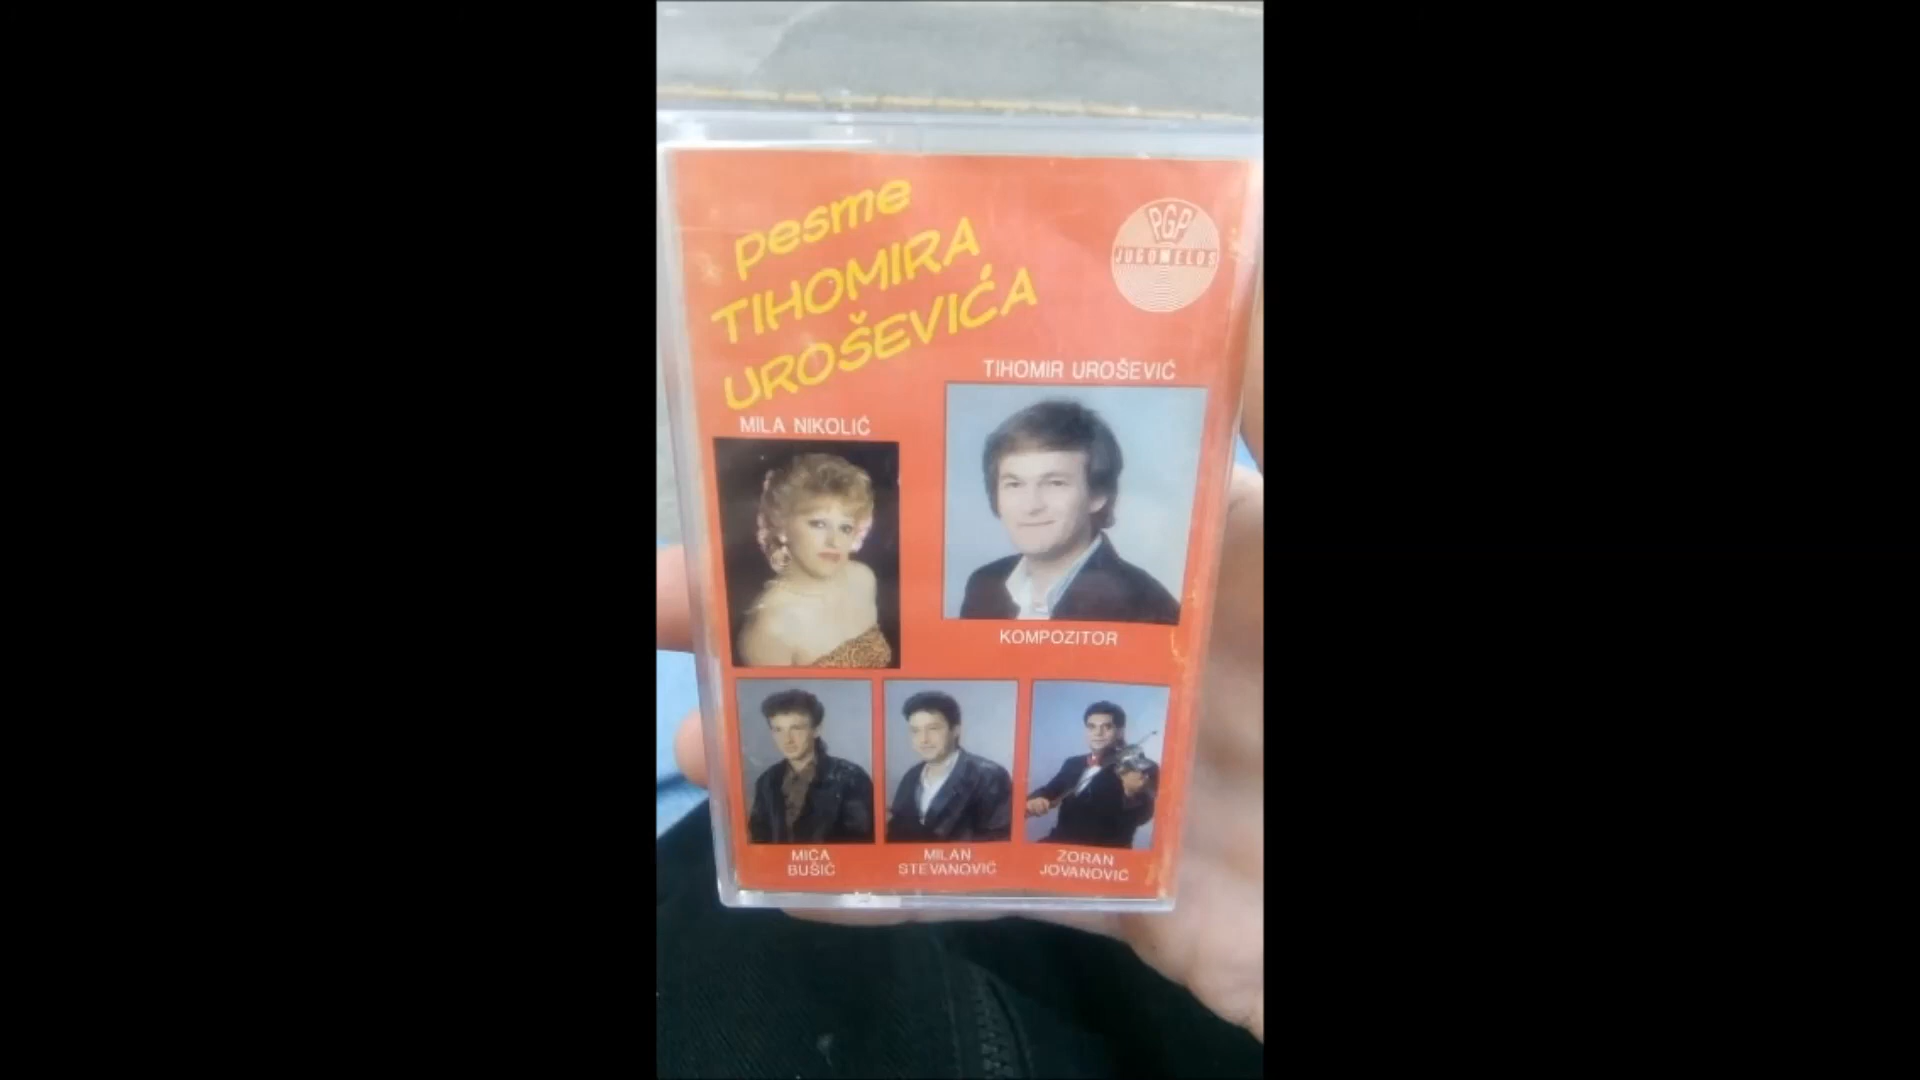 pesme
TIHOMIRA
UROŠEVIĆA
PGP
JUGOMELOS
TIHOMIR UROŠEVIĆ
MILA NIKOLIĆ
KOMPOZITOR
MIĆA
BUŠIĆ
MILAN
STEVANOVIĆ
ZORAN
JOVANOVIĆ